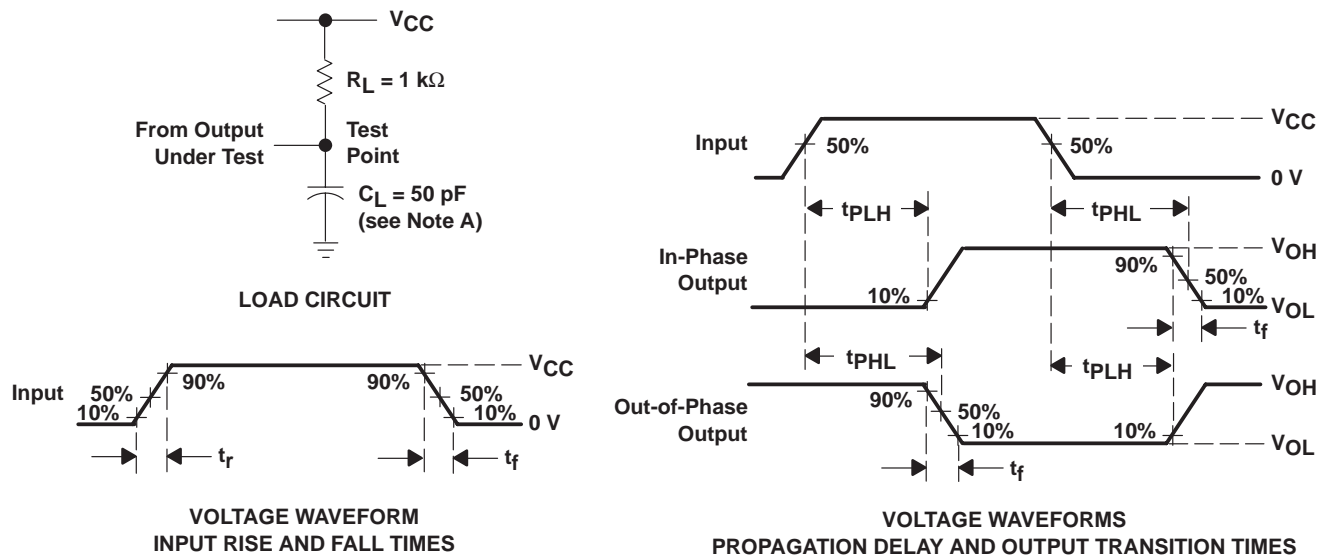 VCC
RL = 1 kΩ
From Output
Under Test
Test
Point
CL = 50 pF
(see Note A)
LOAD CIRCUIT
Input
50%
10%
90%
90%
50%
10%
VCC
0 V
tr
tf
VOLTAGE WAVEFORM
INPUT RISE AND FALL TIMES
Input
50%
50%
VCC
0 V
tPLH
tPHL
In-Phase
Output
10%
90%
50%
10%
VOH
VOL
tf
tPHL
tPLH
Out-of-Phase
Output
90%
50%
10%
10%
VOH
VOL
tf
VOLTAGE WAVEFORMS
PROPAGATION DELAY AND OUTPUT TRANSITION TIMES